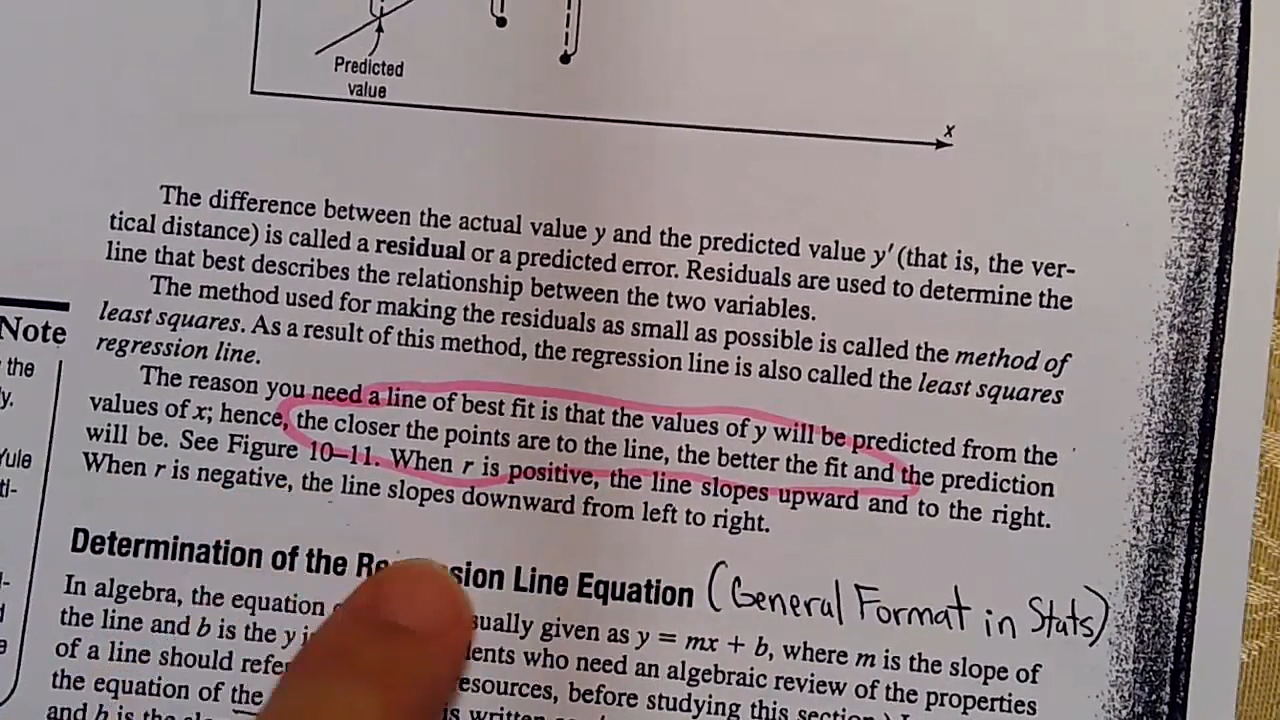 Predicted
value
x
The difference between the actual value y and the predicted value y′ (that is, the ver-
tical distance) is called a residual or a predicted error. Residuals are used to determine the
line that best describes the relationship between the two variables.
The method used for making the residuals as small as possible is called the method of
least squares. As a result of this method, the regression line is also called the least squares
regression line.
The reason you need a line of best fit is that the values of y will be predicted from the
values of x; hence, the closer the points are to the line, the better the fit and the prediction
will be. See Figure 10–11. When r is positive, the line slopes upward and to the right.
When r is negative, the line slopes downward from left to right.
Note
the
Yule
Determination of the Line Equation (General Format in Stats)
In algebra, the equation usually given as y = mx + b, where m is the slope of
the line and b is the y who need an algebraic review of the properties
of a line should before studying this section.)
the equation of the is written
and b is the